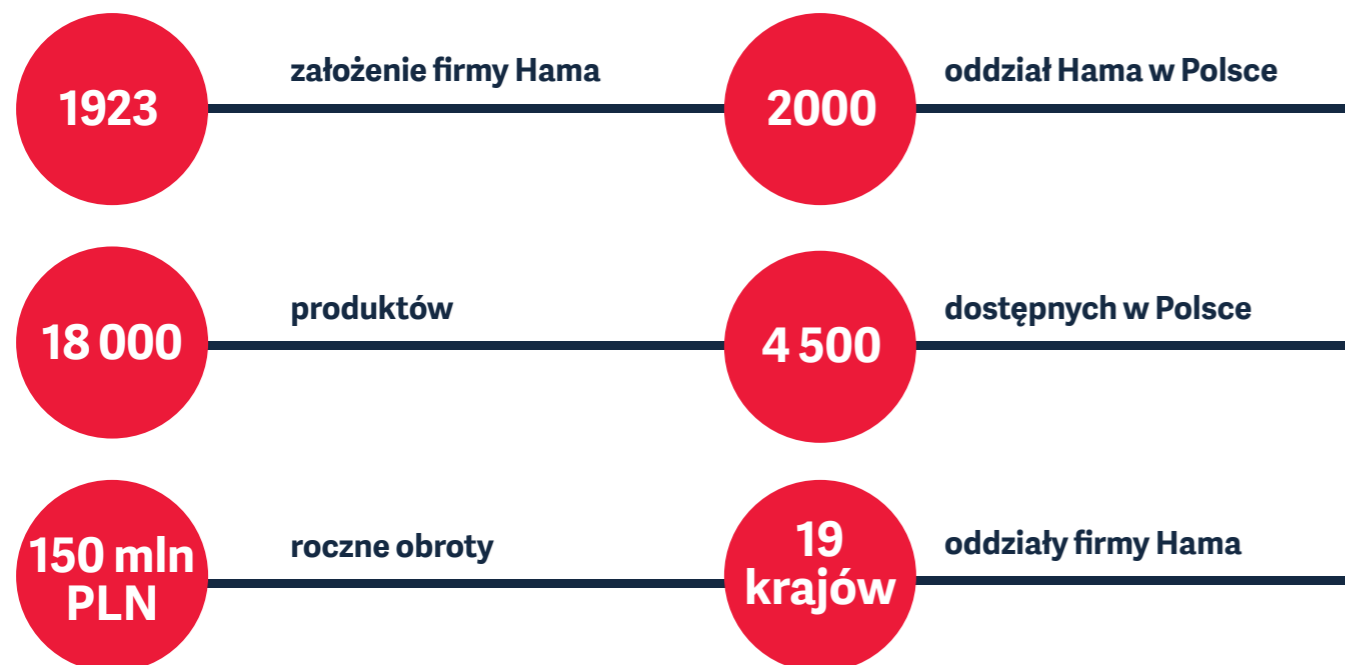 1923
założenie firmy Hama
2000
oddział Hama w Polsce
18 000
produktów
4 500
dostępnych w Polsce
150 mln
PLN
roczne obroty
19
krajów
oddziały firmy Hama